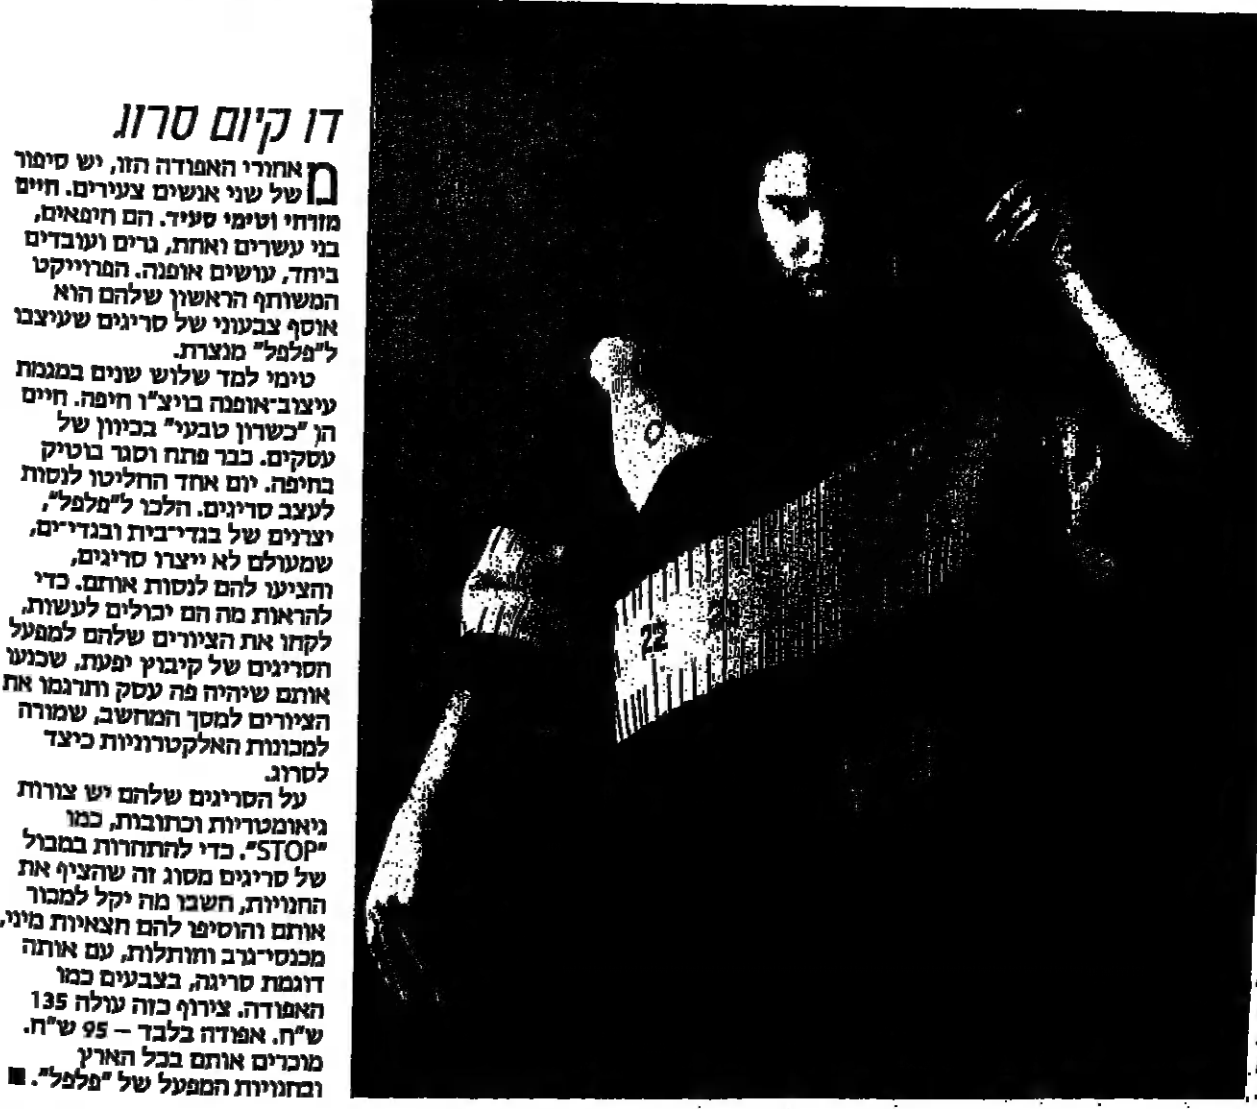 דו קיום סרוג
מאחורי האפודה הזו, יש סיפור
של שני אנשים צעירים. חיים
מזרחי וטימי סעיד. הם חיפאים,
בני עשרים ואחת, גרים ועובדים
ביחד, עושים אופנה. הפרוייקט
המשותף הראשון שלהם הוא
אוסף צבעוני של סריגים שעיצבו
ל"פלפל" מנצרת.
טימי למד שלוש שנים במגמת
עיצוב־אופנה בויצ"ו חיפה. חיים
הן "כשרון טבעי" בכיוון של
עסקים. כבר פתח וסגר בוטיק
בחיפה. יום אחד החליטו לנסות
לעצב סריגים. הלכו ל"פלפל",
יצרנים של בגדי־בית ובגדי־ים,
שמעולם לא ייצרו סריגים,
והציעו להם לנסות אותם. כדי
להראות מה הם יכולים לעשות,
לקחו את הציורים שלהם למפעל
הסריגים של קיבוץ יפעת, שכנעו
אותם שיהיה פה עסק ותרגמו את
הציורים למסך המחשב, שמורה
למכונות האלקטרוניות כיצד
לסרוג.
על הסריגים שלהם יש צורות
גיאומטריות וכתובות, כמו
"STOP". כדי להתחרות במבול
של סריגים מסוג זה שהציף את
החנויות, חשבו מה יקל למכור
אותם והוסיפו להם חצאיות מיני,
מכנסי־גרב וחותלות, עם אותה
דוגמת סריגה, בצבעים כמו
האפודה. צירוף כזה עולה 135
ש"ח. אפודה בלבד – 95 ש"ח.
מוכרים אותם בכל הארץ
ובחנויות המפעל של "פלפל". ■
22